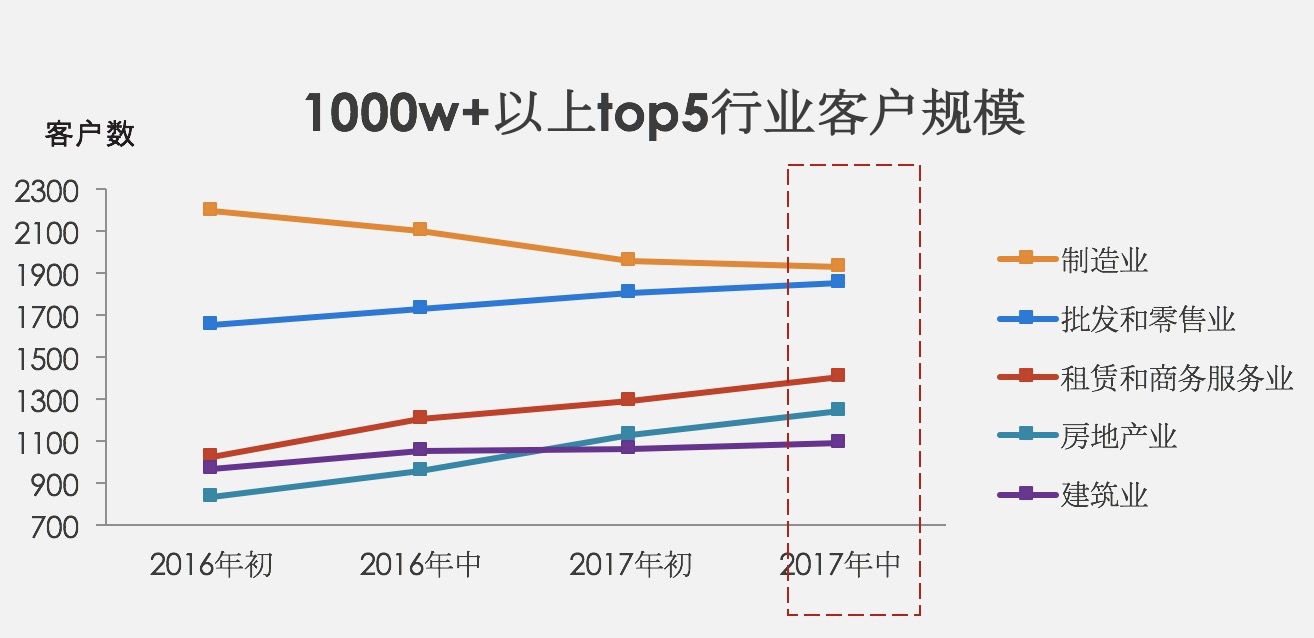 1000w+以上top5行业客户规模
客户数
2300
2100
1900
1700
1500
1300
1100
900
700
2016年初
2016年中
2017年初
2017年中
制造业
批发和零售业
租赁和商务服务业
房地产业
建筑业